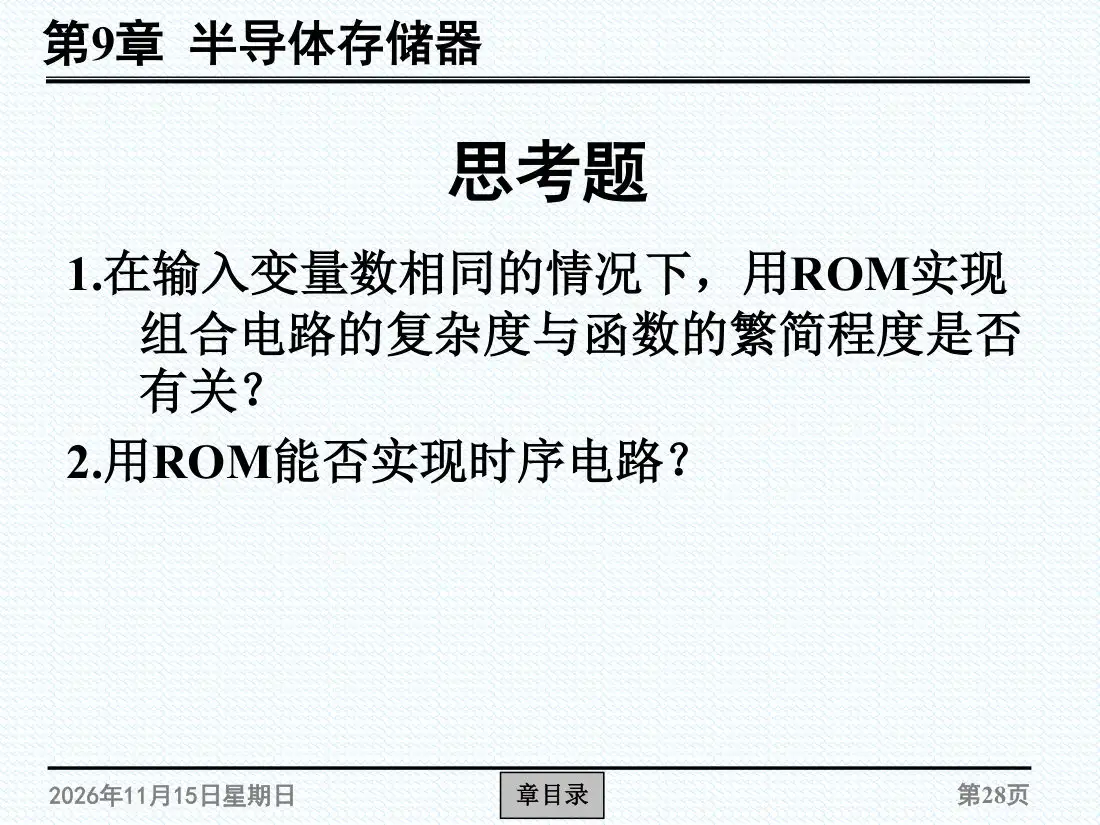 第9章 半导体存储器
思考题
1.在输入变量数相同的情况下，用ROM实现
组合电路的复杂度与函数的繁简程度是否
有关？
2.用ROM能否实现时序电路？
2026年11月15日星期日
章目录
第28页